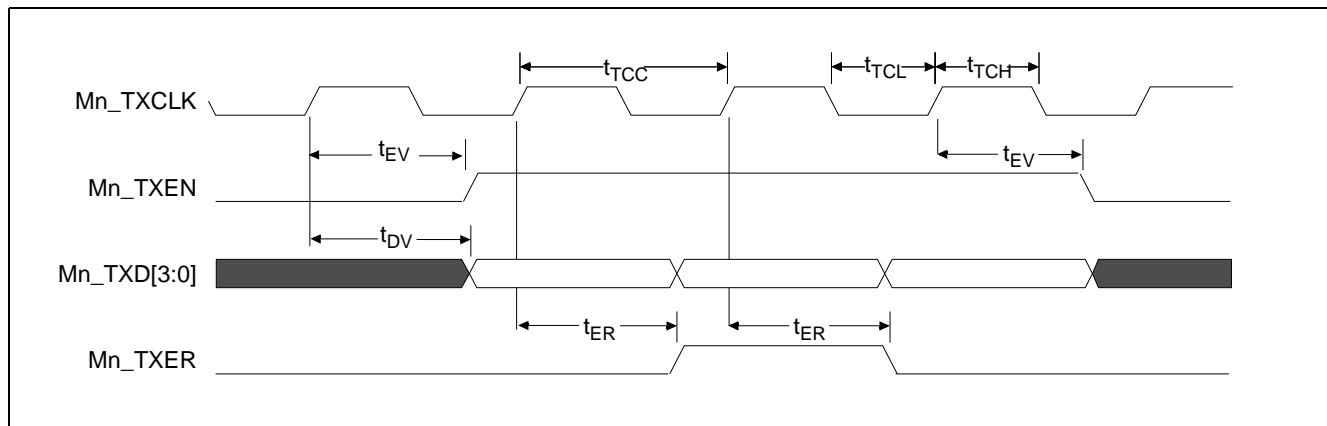 tTCC
tTCL
tTCH
Mn_TXCLK
tEV
tEV
Mn_TXEN
tDV
Mn_TXD[3:0]
tER
tER
Mn_TXER